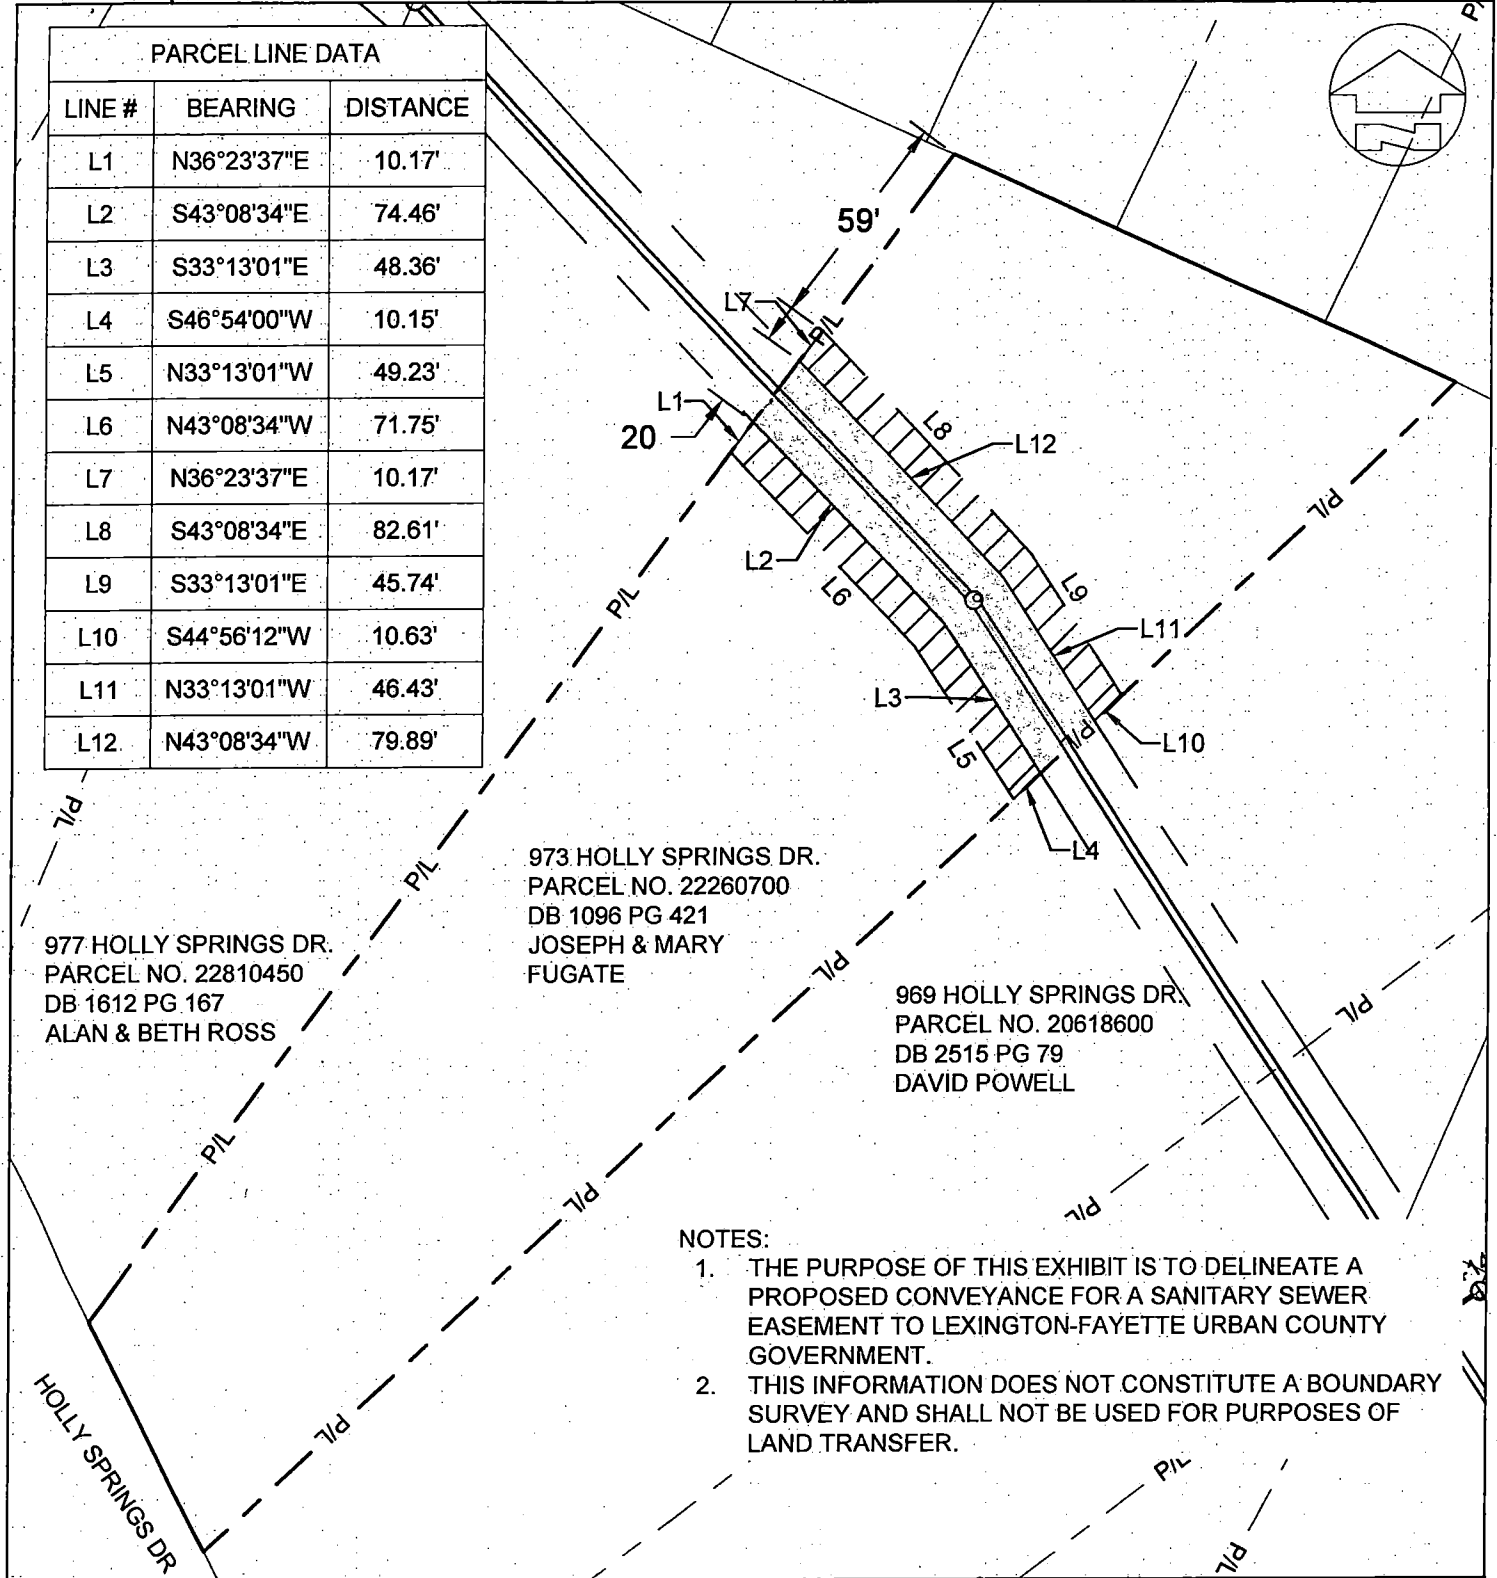 PARCEL LINE DATA
LINE # BEARING DISTANCE
L1 N36°23'37"E 10.17'
L2 S43°08'34"E 74.46'
L3 S33°13'01"E 48.36'
L4 S46°54'00"W 10.15'
L5 N33°13'01"W 49.23'
L6 N43°08'34"W 71.75'
L7 N36°23'37"E 10.17'
L8 S43°08'34"E 82.61'
L9 S33°13'01"E 45.74'
L10 S44°56'12"W 10.63'
L11 N33°13'01"W 46.43'
L12 N43°08'34"W 79.89'
P/L
59'
L7
P/L
L1
20
L8
L12
P/L
L2
L6
P/L
L9
L11
L3
P/L
L10
L5
L4
P/L
P/L
973 HOLLY SPRINGS DR.
PARCEL NO. 22260700
DB 1096 PG 421
JOSEPH & MARY
FUGATE
977 HOLLY SPRINGS DR.
PARCEL NO. 22810450
DB 1612 PG 167
ALAN & BETH ROSS
P/L
969 HOLLY SPRINGS DR.
PARCEL NO. 20618600
DB 2515 PG 79
DAVID POWELL
P/L
P/L
P/L
P/L
NOTES:
1. THE PURPOSE OF THIS EXHIBIT IS TO DELINEATE A
PROPOSED CONVEYANCE FOR A SANITARY SEWER
EASEMENT TO LEXINGTON-FAYETTE URBAN COUNTY
GOVERNMENT.
2. THIS INFORMATION DOES NOT CONSTITUTE A BOUNDARY
SURVEY AND SHALL NOT BE USED FOR PURPOSES OF
LAND TRANSFER.
HOLLY SPRINGS DR
P/L
P/L
P/L